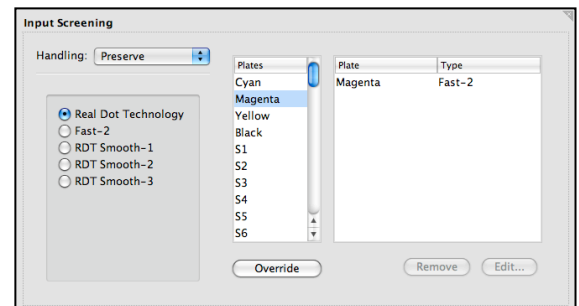 Input Screening
Handling: Preserve
Real Dot Technology
Fast-2
RDT Smooth-1
RDT Smooth-2
RDT Smooth-3
Plates
Cyan
Magenta
Yellow
Black
S1
S2
S3
S4
S5
S6
Override
Plate Type
Magenta Fast-2
Remove Edit...